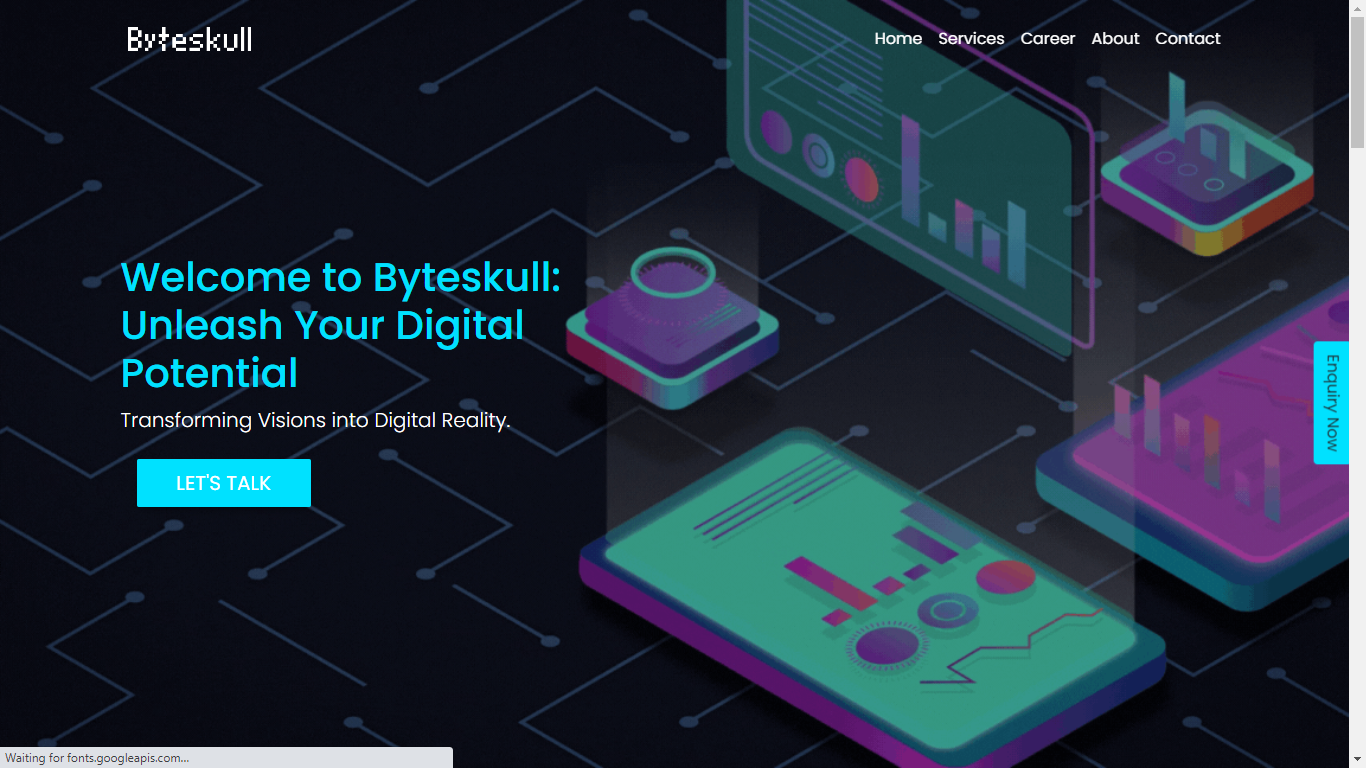 Byteskull
Home Services Career About Contact
Welcome to Byteskull:
Unleash Your Digital
Potential
Transforming Visions into Digital Reality.
LET'S TALK
Enquiry Now
Waiting for fonts.googleapis.com...